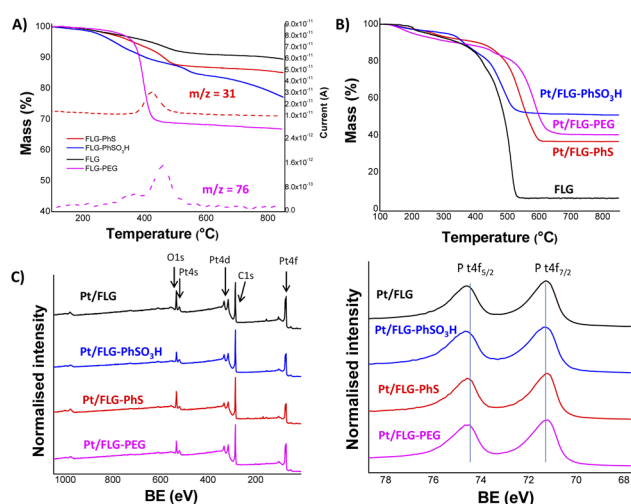 A)
100
90
80
70
60
50
40
Mass (%)
m/z = 31
FLG-PhS
FLG-PhSO3H
FLG
FLG-PEG
m/z = 76
9.0x10-11
8.0x10-11
7.0x10-11
6.0x10-11
5.0x10-11
4.0x10-11
3.0x10-11
2.0x10-11
1.0x10-11
2.4x10-12
1.6x10-12
8.0x10-13
0.0
Current (A)
200 400 600 800
Temperature (°C)
B)
100
80
60
40
20
0
Mass (%)
Pt/FLG-PhSO3H
Pt/FLG-PEG
Pt/FLG-PhS
FLG
100 200 300 400 500 600 700 800 900
Temperature (°C)
C)
Normalised intensity
O1s
Pt4s
Pt4d
C1s
Pt4f
Pt/FLG
Pt/FLG-PhSO3H
Pt/FLG-PhS
Pt/FLG-PEG
1000 800 600 400 200
BE (eV)
Normalised intensity
P t4f5/2 P t4f7/2
Pt/FLG
Pt/FLG-PhSO3H
Pt/FLG-PhS
Pt/FLG-PEG
78 76 74 72 70 68
BE (eV)